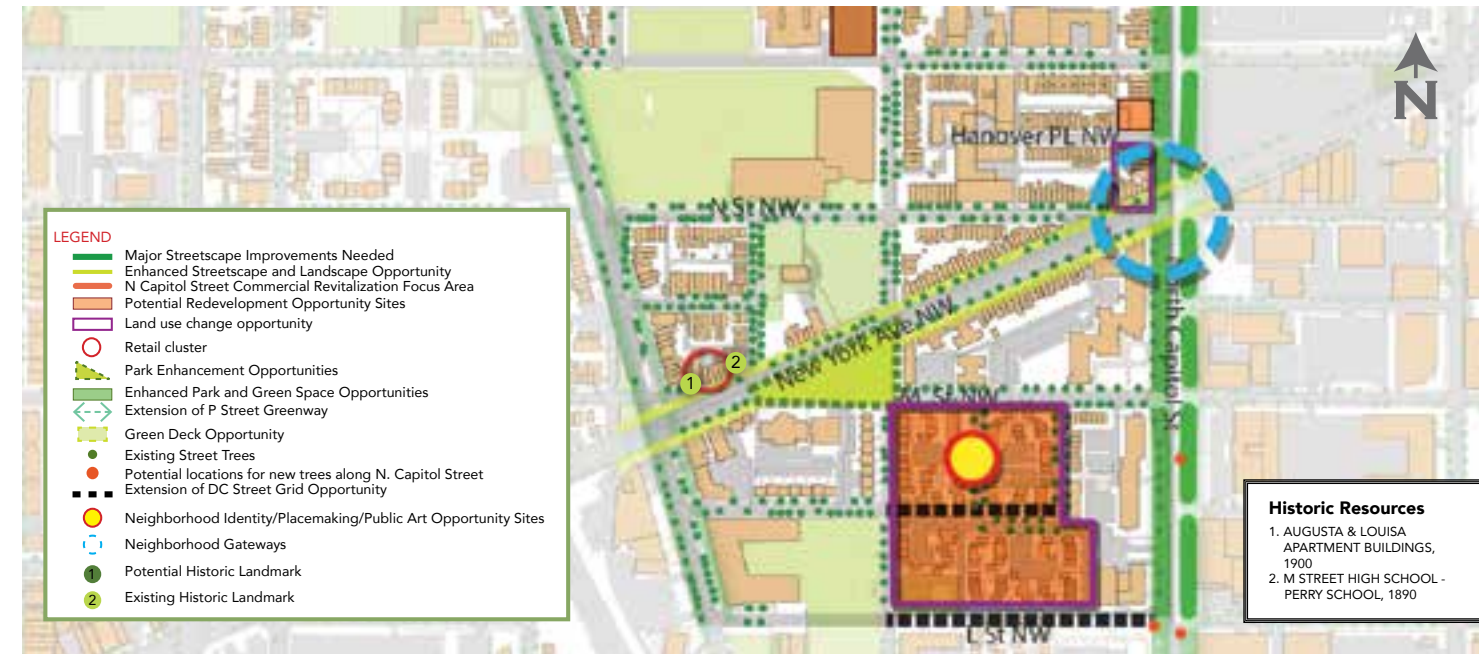 N
Hanover PL NW
N St NW
New York Ave NW
North Capitol St
M St NW
L St NW
1
2
LEGEND
Major Streetscape Improvements Needed
Enhanced Streetscape and Landscape Opportunity
N Capitol Street Commercial Revitalization Focus Area
Potential Redevelopment Opportunity Sites
Land use change opportunity
Retail cluster
Park Enhancement Opportunities
Enhanced Park and Green Space Opportunities
Extension of P Street Greenway
Green Deck Opportunity
Existing Street Trees
Potential locations for new trees along N. Capitol Street
Extension of DC Street Grid Opportunity
Neighborhood Identity/Placemaking/Public Art Opportunity Sites
Neighborhood Gateways
1 Potential Historic Landmark
2 Existing Historic Landmark
Historic Resources
1. AUGUSTA & LOUISA
APARTMENT BUILDINGS,
1900
2. M STREET HIGH SCHOOL -
PERRY SCHOOL, 1890